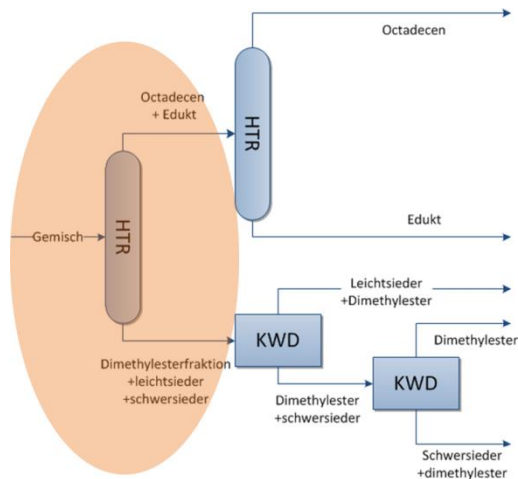 Octadecen
Octadecen
+ Edukt
HTR
Gemisch
HTR
Edukt
Leichtsieder
+Dimethylester
Dimethylester
KWD
Dimethylesterfraktion
+leichtsieder
+schwersieder
Dimethylester
+schwersieder
KWD
Schwersieder
+dimethylester